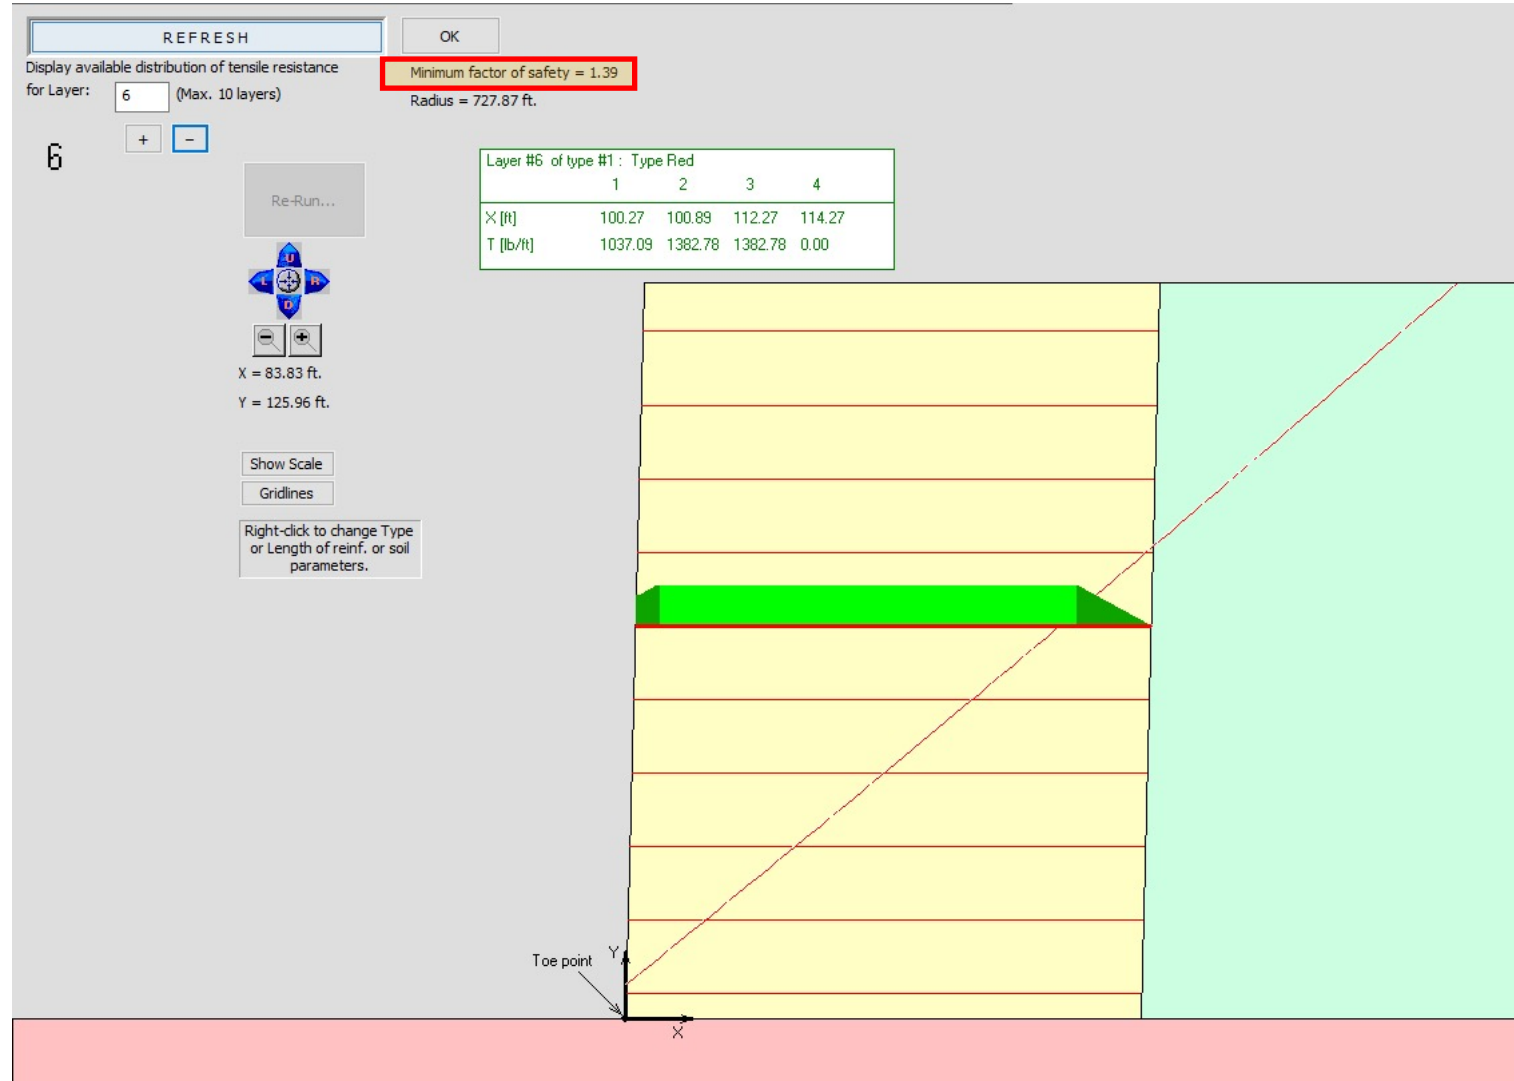 REFRESH
OK
Display available distribution of tensile resistance
for Layer:
6
(Max. 10 layers)
Minimum factor of safety = 1.39
Radius = 727.87 ft.
+
-
6
Re-Run...
Layer #6 of type #1 : Type Red
1 2 3 4
X [ft] 100.27 100.89 112.27 114.27
T [lb/ft] 1037.09 1382.78 1382.78 0.00
U
L
R
D
X = 83.83 ft.
Y = 125.96 ft.
Show Scale
Gridlines
Right-click to change Type
or Length of reinf. or soil
parameters.
Toe point
Y
X